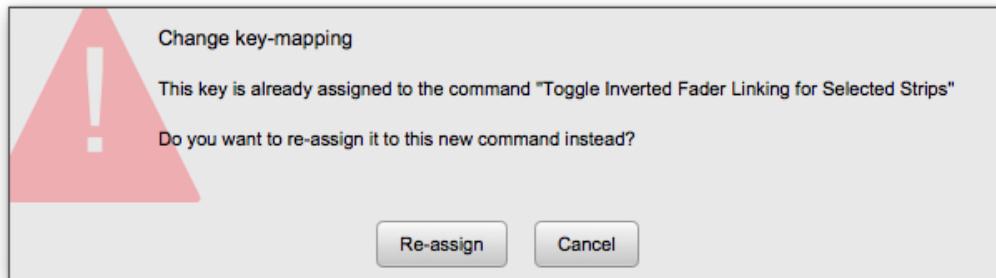 Change key-mapping
This key is already assigned to the command "Toggle Inverted Fader Linking for Selected Strips"
Do you want to re-assign it to this new command instead?
Re-assign Cancel